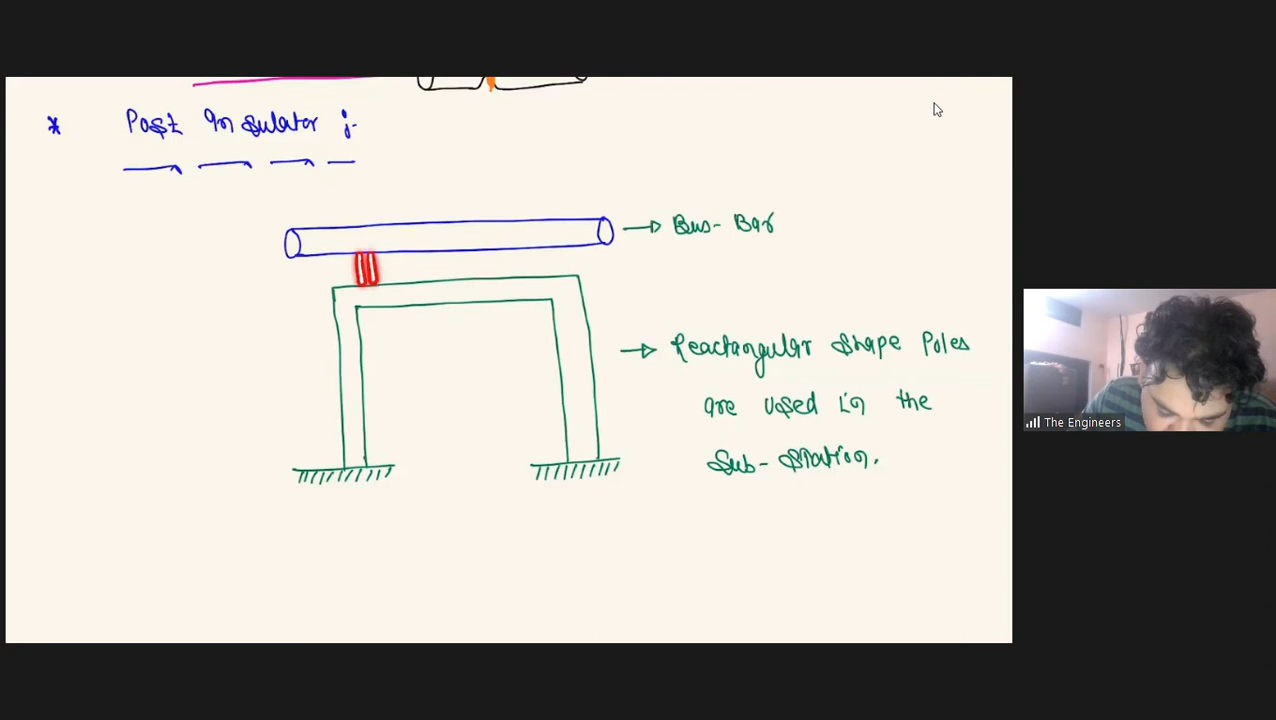 * Post Insulator :-
Bus-Bar
Reactangular Shape Poles
are used in the
Sub-Station.
The Engineers